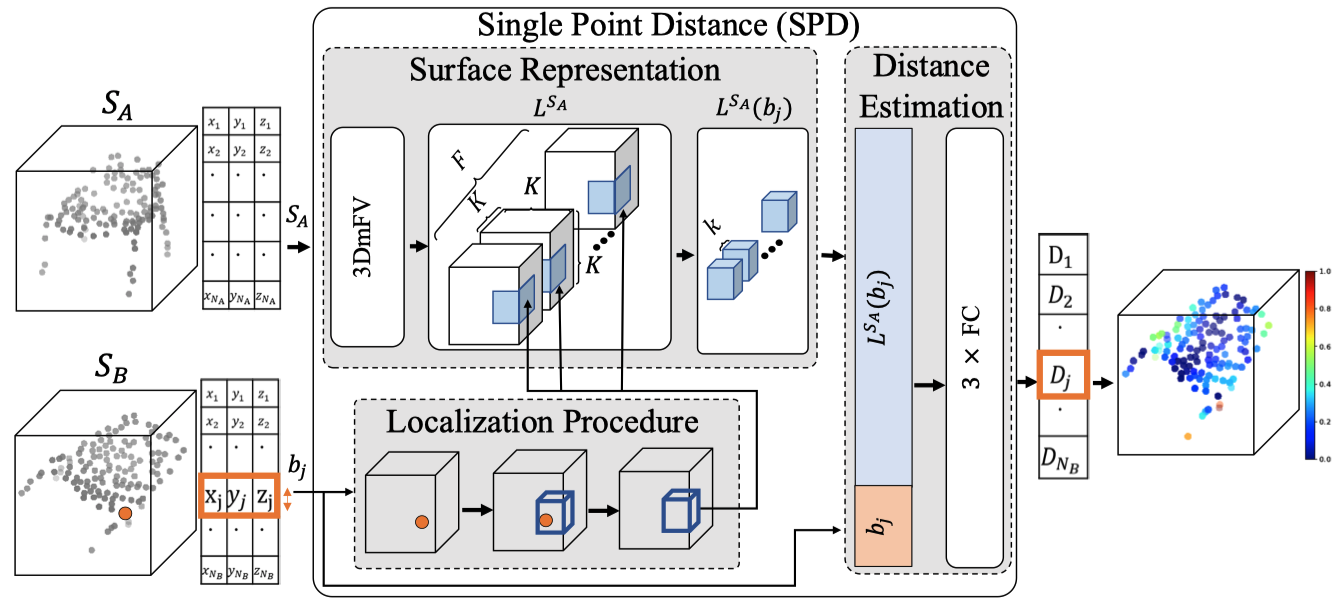 Single Point Distance (SPD)
Surface Representation
Distance
Estimation
S_A
x_1 y_1 z_1
x_2 y_2 z_2
. . .
. . .
. . .
x_{N_A} y_{N_A} z_{N_A}
S_A
3DmFV
L^{S_A}
F
K
K
K
L^{S_A}(b_j)
k
L^{S_A}(b_j)
b_j
3 × FC
S_B
x_1 y_1 z_1
x_2 y_2 z_2
. . .
x_j y_j z_j
. . .
x_{N_B} y_{N_B} z_{N_B}
b_j
Localization Procedure
D_1
D_2
.
D_j
.
D_{N_B}
1.0
0.8
0.6
0.4
0.2
0.0